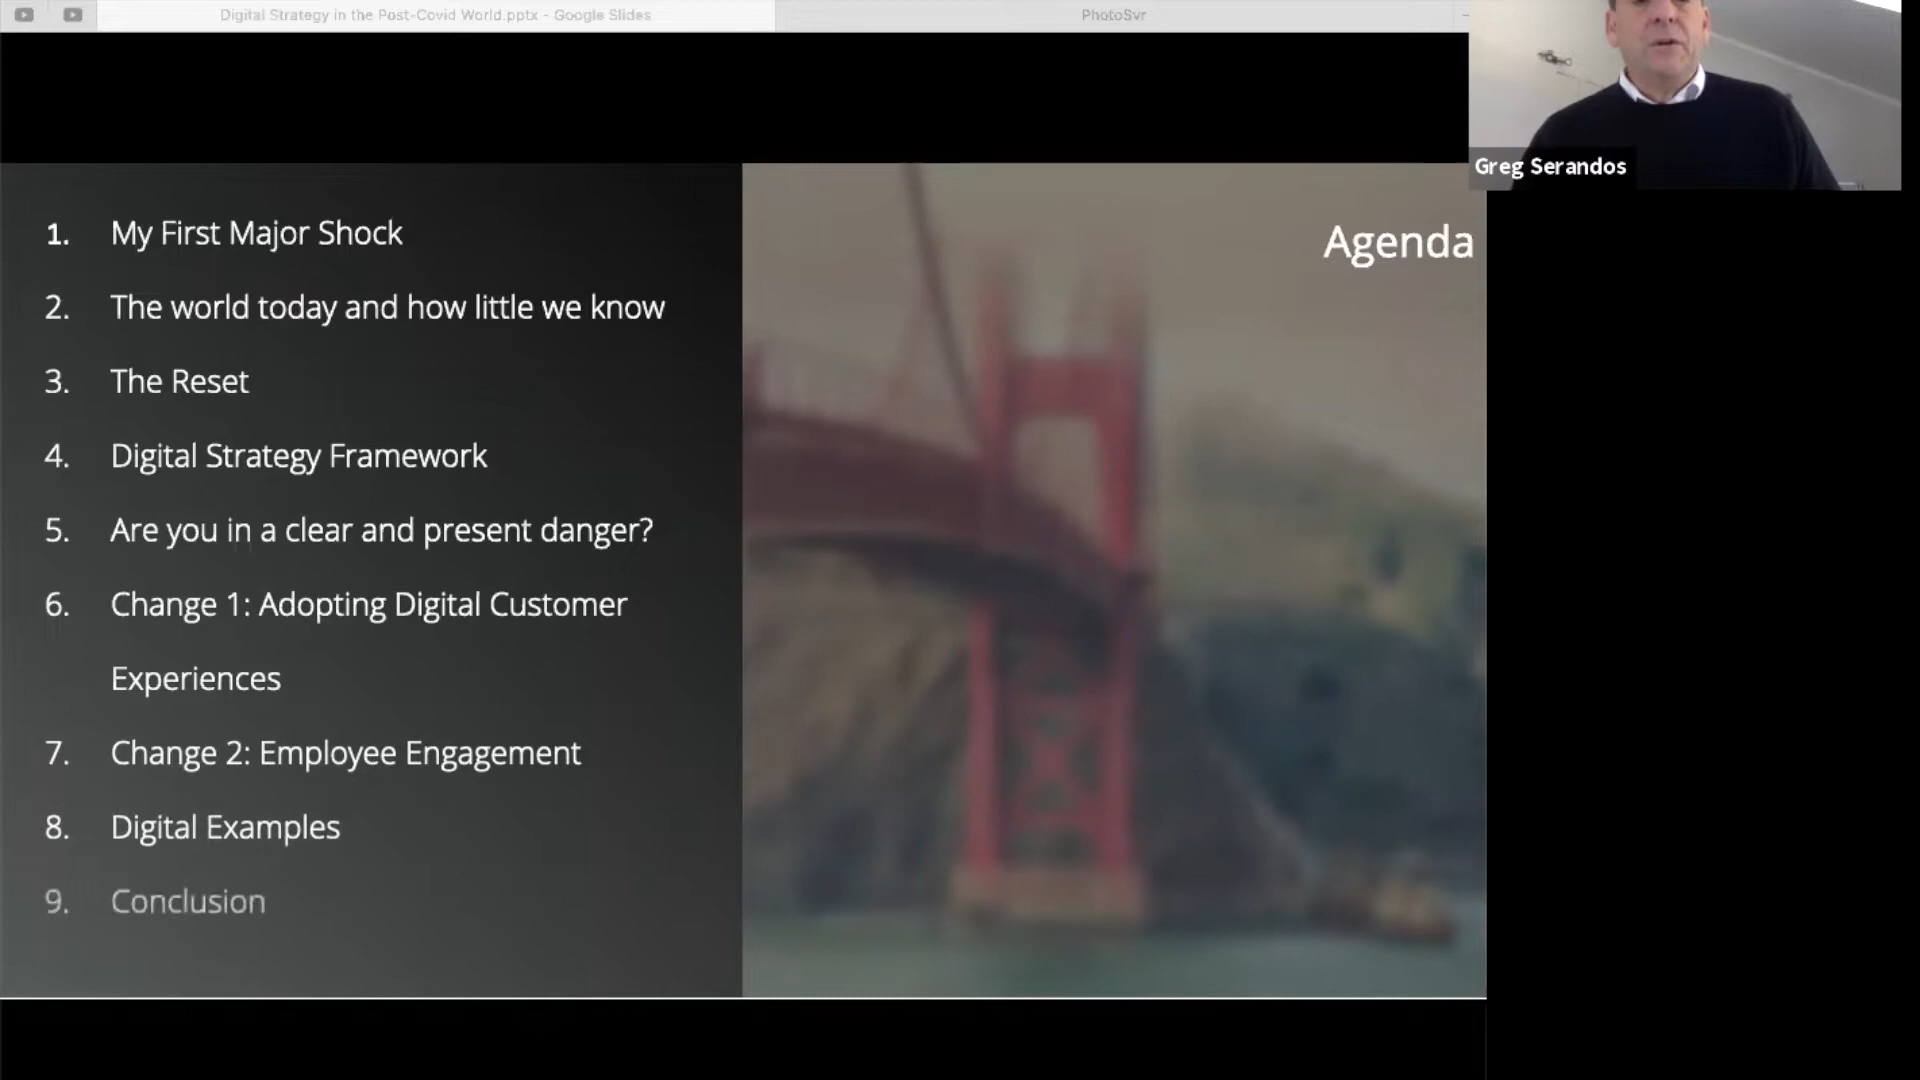 Digital Strategy in the Post-Covid World.pptx - Google Slides
PhotoSvr
Greg Serandos
Agenda
1. My First Major Shock
2. The world today and how little we know
3. The Reset
4. Digital Strategy Framework
5. Are you in a clear and present danger?
6. Change 1: Adopting Digital Customer
Experiences
7. Change 2: Employee Engagement
8. Digital Examples
9. Conclusion